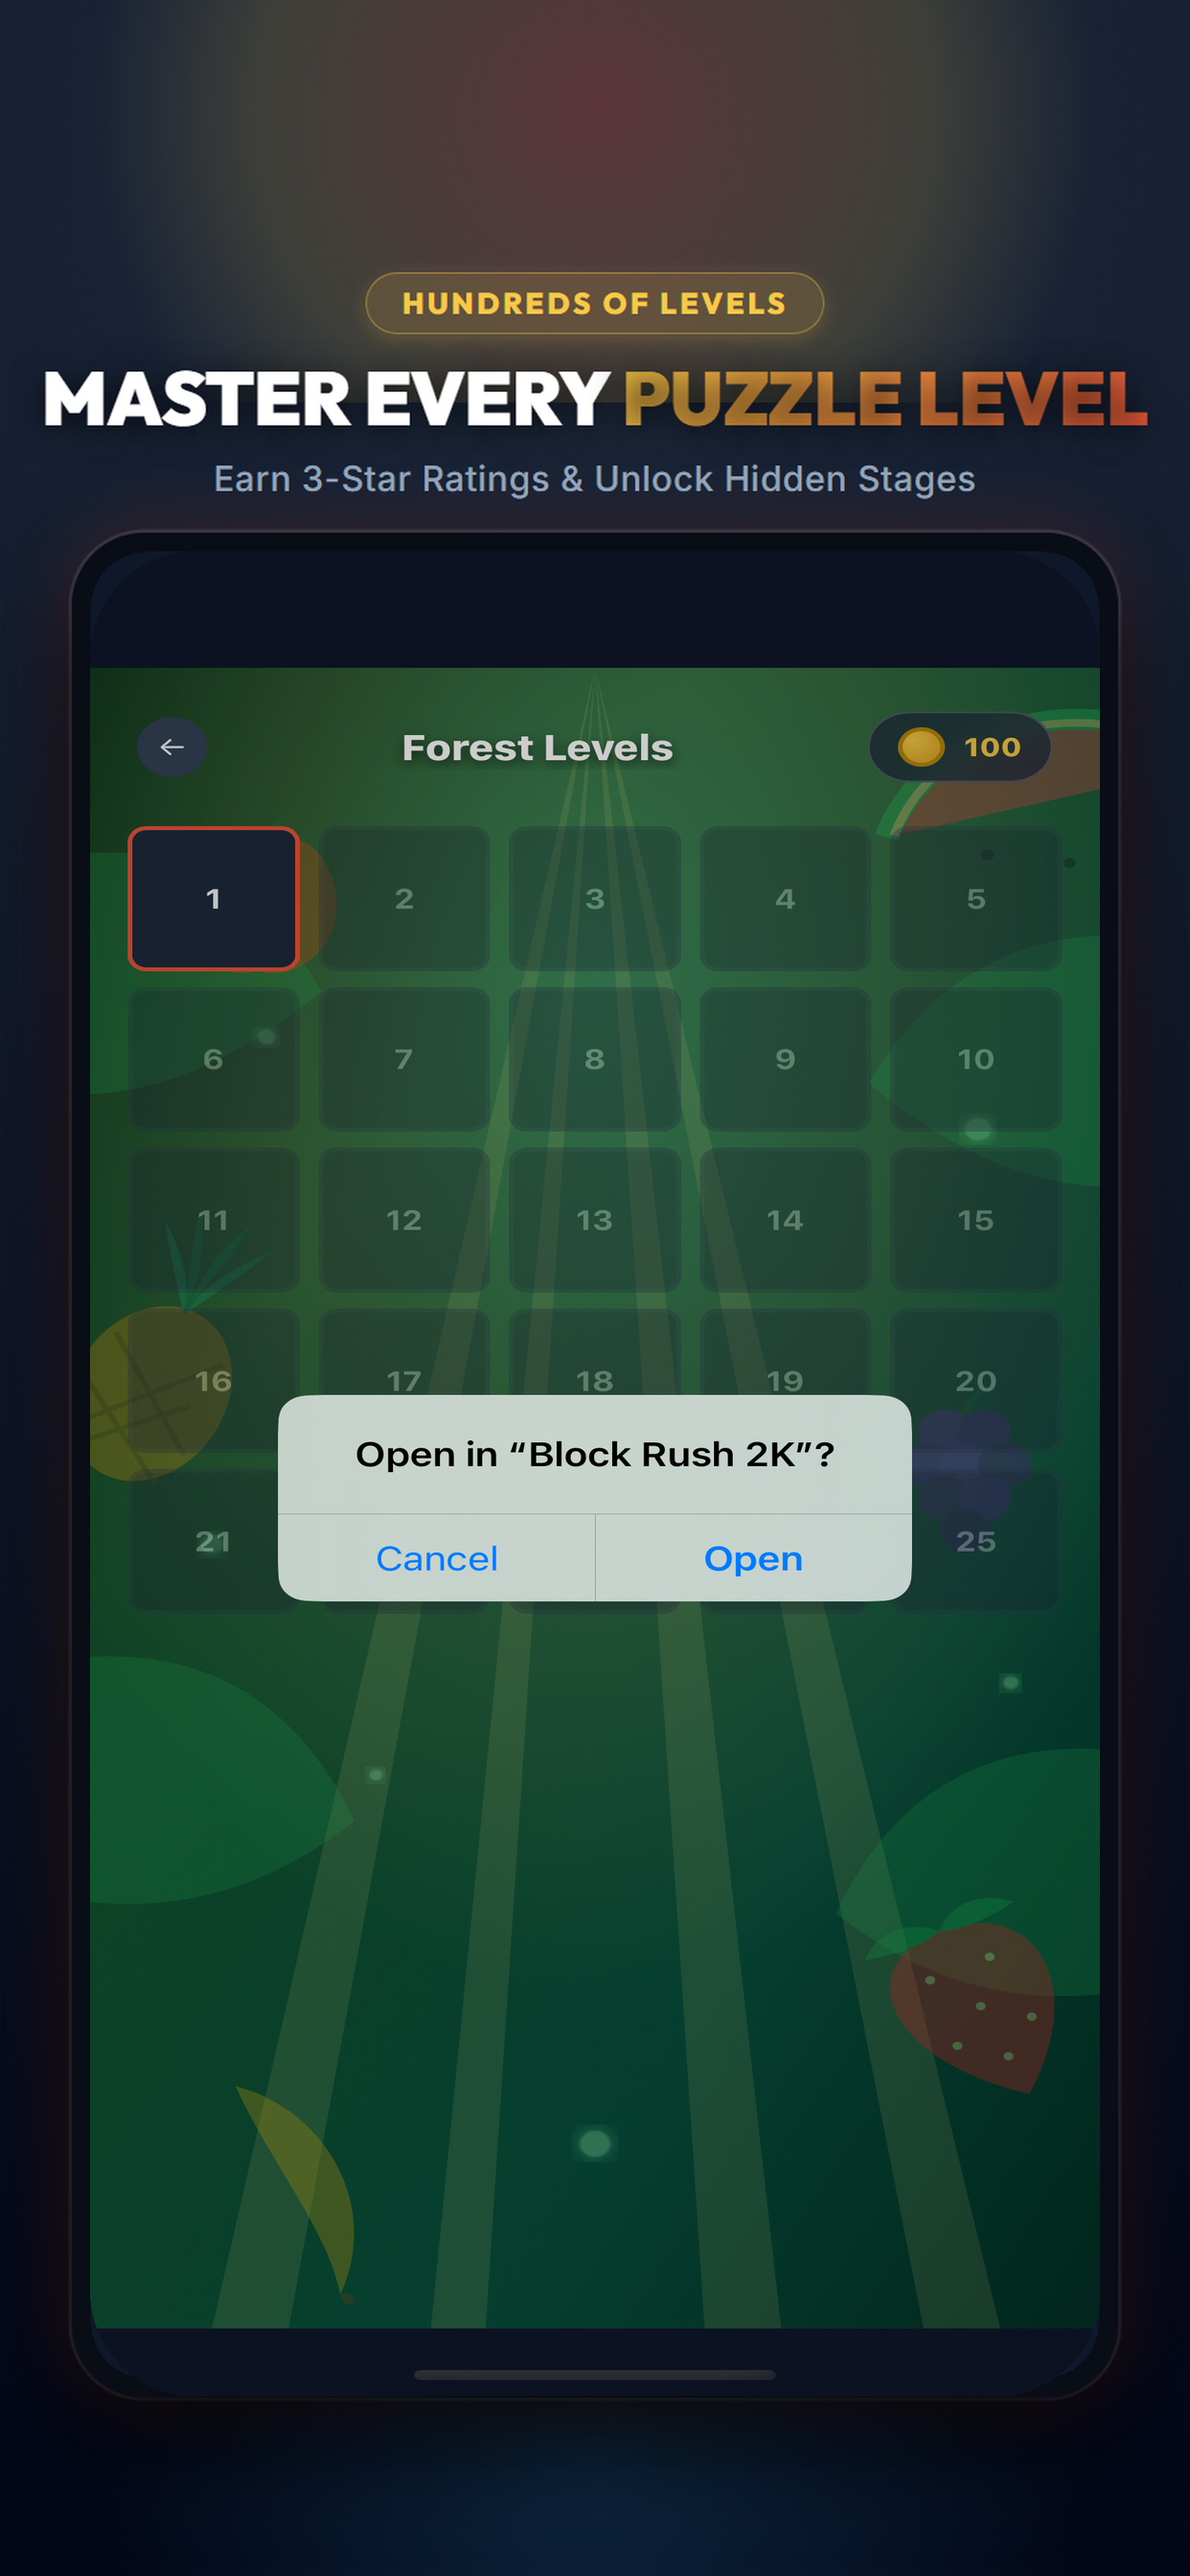 HUNDREDS OF LEVELS
MASTER EVERY PUZZLE LEVEL
Earn 3-Star Ratings & Unlock Hidden Stages
Forest Levels 100
1 2 3 4 5
6 7 8 9 10
11 12 13 14 15
16 17 18 19 20
Open in “Block Rush 2K”?
21 25
Cancel Open